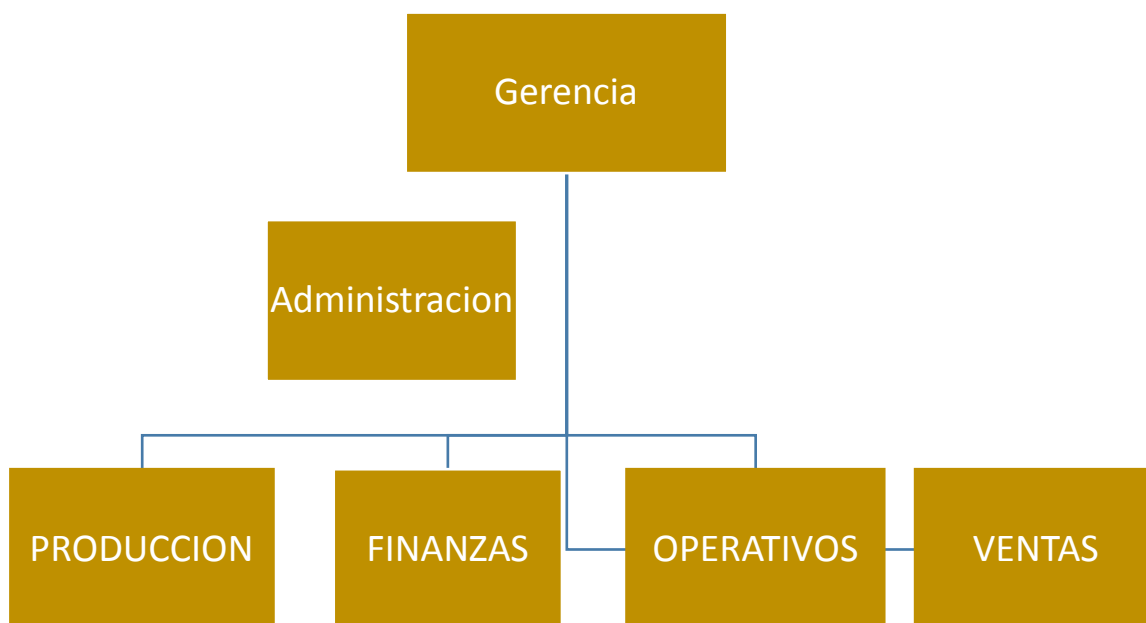 Gerencia
Administracion
PRODUCCION
FINANZAS
OPERATIVOS
VENTAS